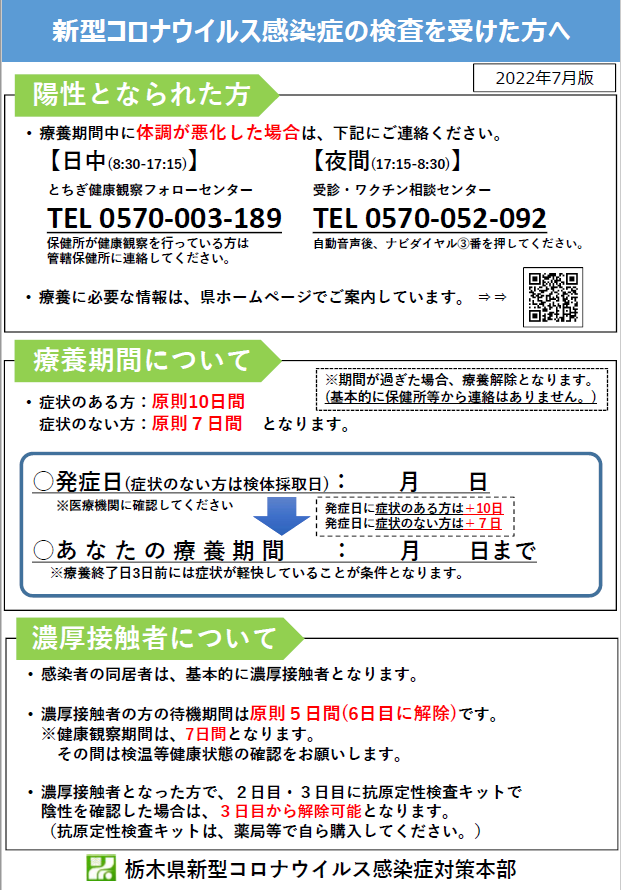 新型コロナウイルス感染症の検査を受けた方へ
2022年7月版
陽性となられた方
・療養期間中に体調が悪化した場合は、下記にご連絡ください。
【日中(8:30-17:15)】
とちぎ健康観察フォローセンター
TEL 0570-003-189
保健所が健康観察を行っている方は
管轄保健所に連絡してください。
【夜間(17:15-8:30)】
受診・ワクチン相談センター
TEL 0570-052-092
自動音声後、ナビダイヤル③番を押してください。
・療養に必要な情報は、県ホームページでご案内しています。 ⇒⇒
療養期間について
※期間が過ぎた場合、療養解除となります。
(基本的に保健所等から連絡はありません。)
・症状のある方：原則10日間
症状のない方：原則７日間 となります。
○発症日(症状のない方は検体採取日)： 月 日
※医療機関に確認してください
発症日に症状のある方は＋10日
発症日に症状のない方は＋７日
○あなたの療養期間 ： 月 日まで
※療養終了日3日前には症状が軽快していることが条件となります。
濃厚接触者について
・感染者の同居者は、基本的に濃厚接触者となります。
・濃厚接触者の方の待機期間は原則５日間(6日目に解除)です。
※健康観察期間は、7日間となります。
その間は検温等健康状態の確認をお願いします。
・濃厚接触者となった方で、２日目・３日目に抗原定性検査キットで
陰性を確認した場合は、３日目から解除可能となります。
（抗原定性検査キットは、薬局等で自ら購入してください。）
栃木県新型コロナウイルス感染症対策本部